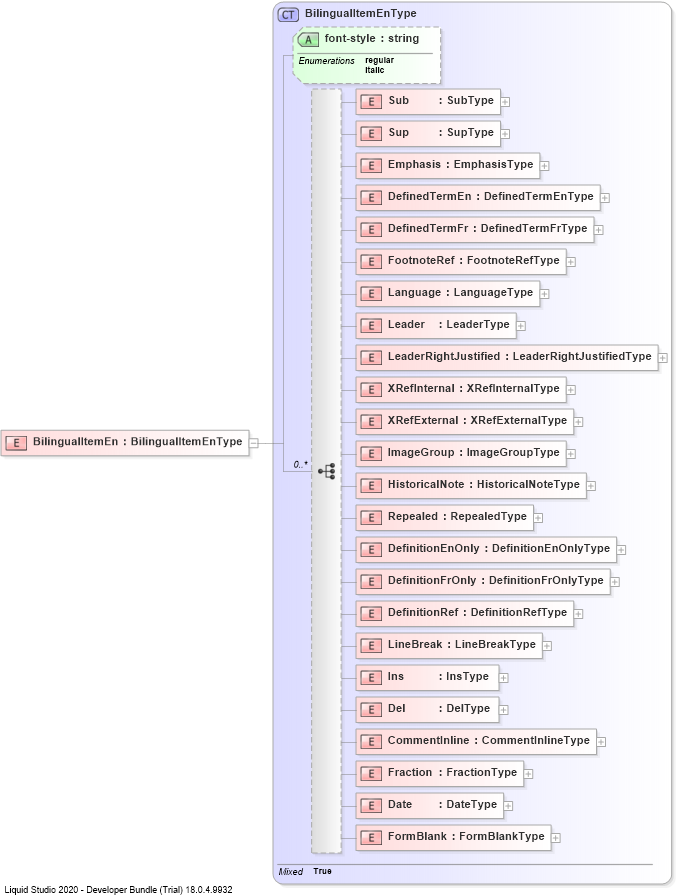 CT BilingualItemEnType
A font-style : string
Enumerations regular
italic
E Sub : SubType
E Sup : SupType
E Emphasis : EmphasisType
E DefinedTermEn : DefinedTermEnType
E DefinedTermFr : DefinedTermFrType
E FootnoteRef : FootnoteRefType
E Language : LanguageType
E Leader : LeaderType
E LeaderRightJustified : LeaderRightJustifiedType
E XRefInternal : XRefInternalType
E XRefExternal : XRefExternalType
E BilingualItemEn : BilingualItemEnType
E ImageGroup : ImageGroupType
0..*
E HistoricalNote : HistoricalNoteType
E Repealed : RepealedType
E DefinitionEnOnly : DefinitionEnOnlyType
E DefinitionFrOnly : DefinitionFrOnlyType
E DefinitionRef : DefinitionRefType
E LineBreak : LineBreakType
E Ins : InsType
E Del : DelType
E CommentInline : CommentInlineType
E Fraction : FractionType
E Date : DateType
E FormBlank : FormBlankType
Mixed True
Liquid Studio 2020 - Developer Bundle (Trial) 18.0.4.9932